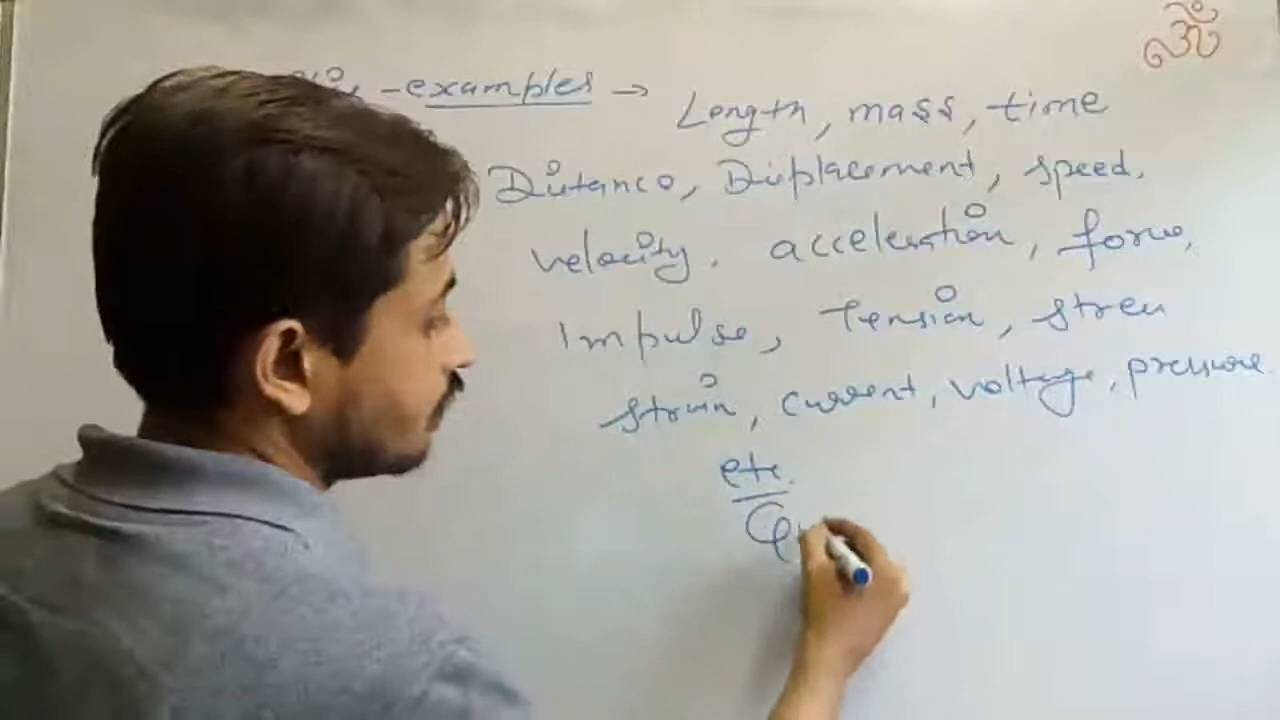 ॐ
-examples → Length, mass, time
Distance, Displacement, speed,
velocity, acceleration, force,
Impulse, Tension, stress
strain, current, voltage, pressure
etc.